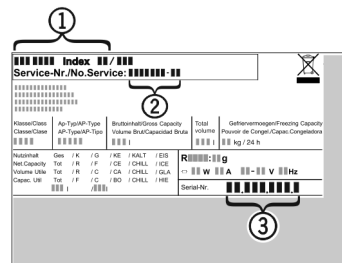 1
Index /
Service-Nr./No.Service: -
2
Klasse/Class Ap-Typ/AP-Type Bruttoinhalt/Gross Capacity Total Gefriervermoegen/Freezing Capacity
Classe/Clase AP-Type/AP-Tipo Volume Brut/Capacidad Bruta volume Pouvoir de Congel./Capac.Congeladora
l l kg / 24 h
Nutzinhalt Ges / K / G / KE / KALT / EIS
Net.Capacity Tot / R / F / CE / CHILL / ICE
Volume Utile Tot / R / C / CA / CHILL / GLA
Capac. Util Tot / F / C / BO / CHILL / HIE
l / l
R : g
W A - V Hz
Serial-Nr. , , ,
3